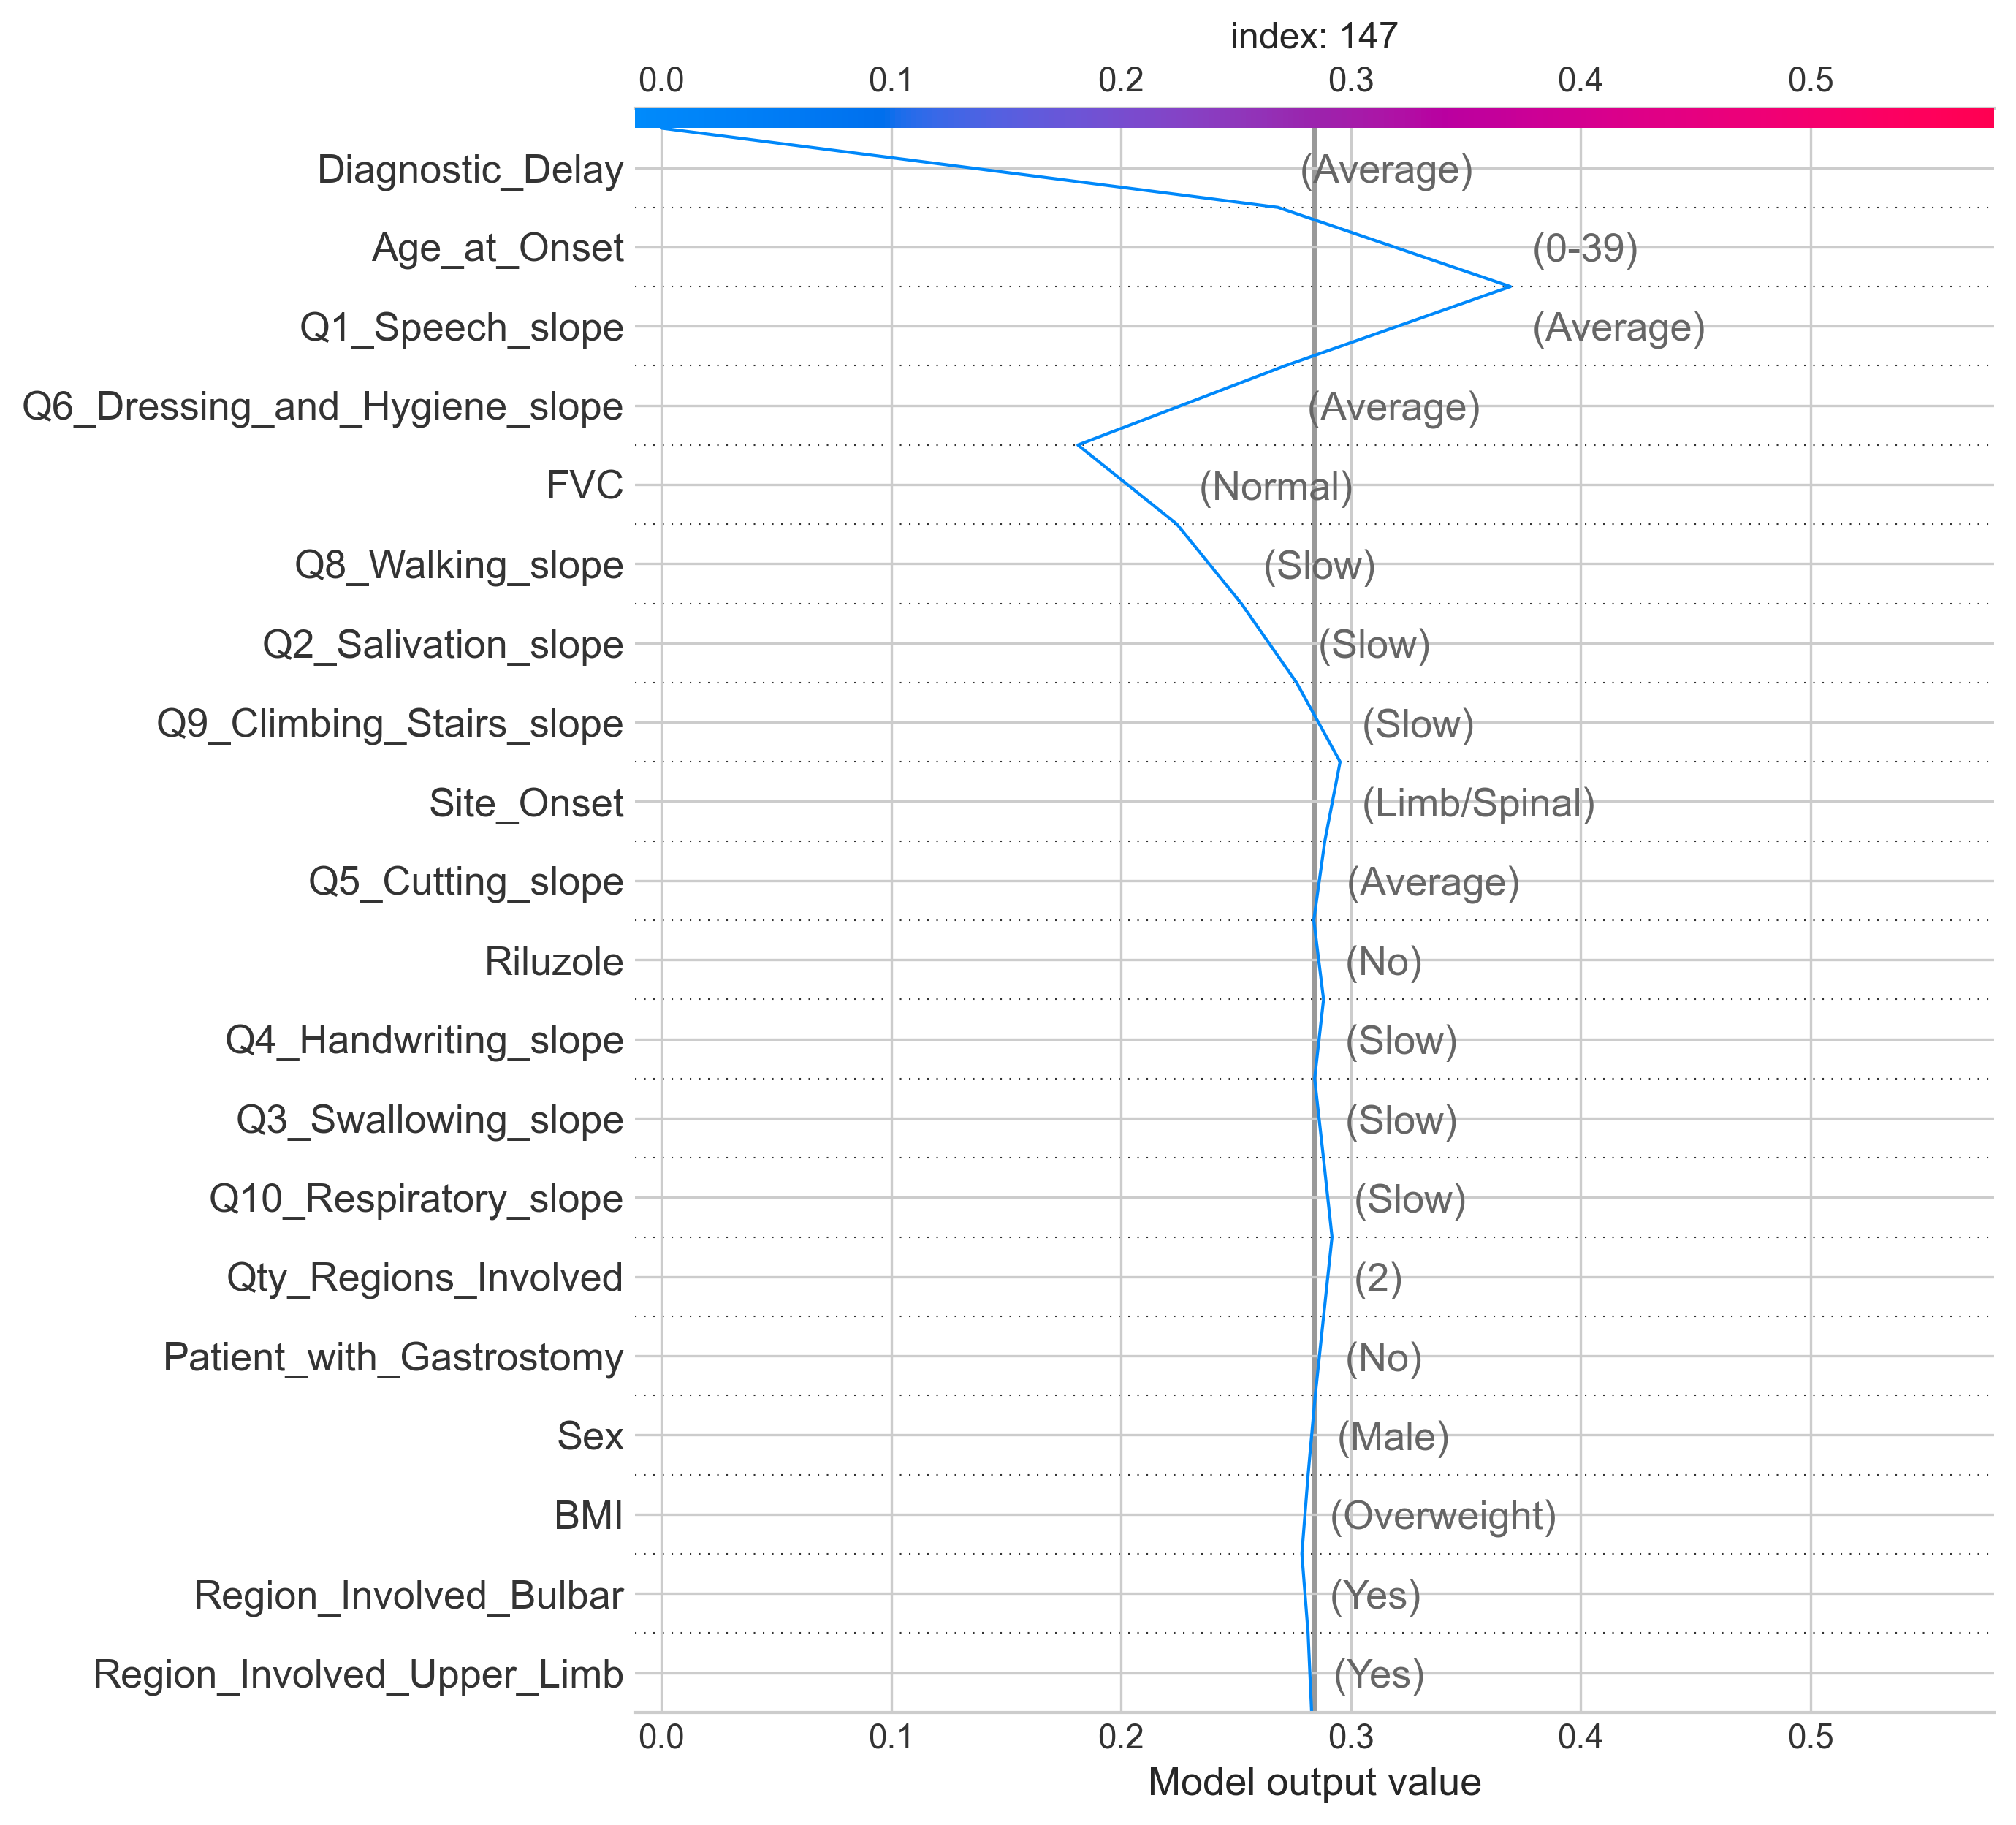 index: 147
0.0 0.1 0.2 0.3 0.4 0.5
Diagnostic_Delay (Average)
Age_at_Onset (0-39)
Q1_Speech_slope (Average)
Q6_Dressing_and_Hygiene_slope (Average)
FVC (Normal)
Q8_Walking_slope (Slow)
Q2_Salivation_slope (Slow)
Q9_Climbing_Stairs_slope (Slow)
Site_Onset (Limb/Spinal)
Q5_Cutting_slope (Average)
Riluzole (No)
Q4_Handwriting_slope (Slow)
Q3_Swallowing_slope (Slow)
Q10_Respiratory_slope (Slow)
Qty_Regions_Involved (2)
Patient_with_Gastrostomy (No)
Sex (Male)
BMI (Overweight)
Region_Involved_Bulbar (Yes)
Region_Involved_Upper_Limb (Yes)
0.0 0.1 0.2 0.3 0.4 0.5
Model output value